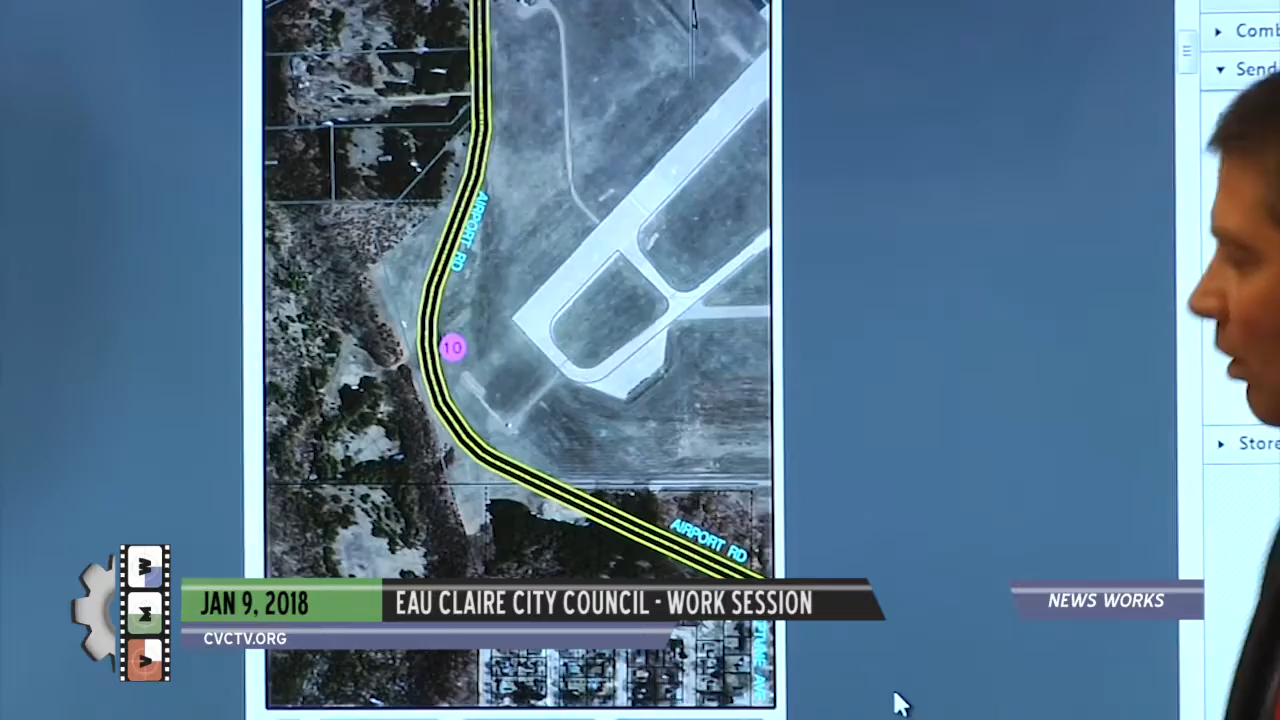 Comb
Send
AIRPORT RD
10
Store
AIRPORT RD
W
M
V
JAN 9, 2018
EAU CLAIRE CITY COUNCIL - WORK SESSION
NEWS WORKS
CVCTV.ORG
AVE